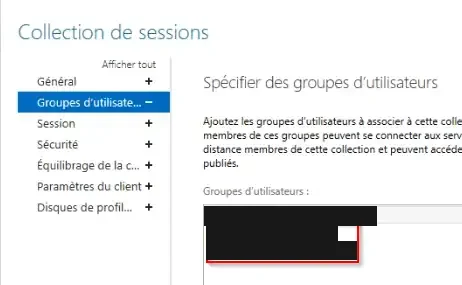 Collection de sessions
Afficher tout
Général +
Groupes d'utilisate... –
Session +
Sécurité +
Équilibrage de la c... +
Paramètres du client +
Disques de profil... +
Spécifier des groupes d'utilisateurs
Ajoutez les groupes d'utilisateurs à associer à cette colle
membres de ces groupes peuvent se connecter aux serv
distance membres de cette collection et peuvent accéde
publiés.
Groupes d'utilisateurs :